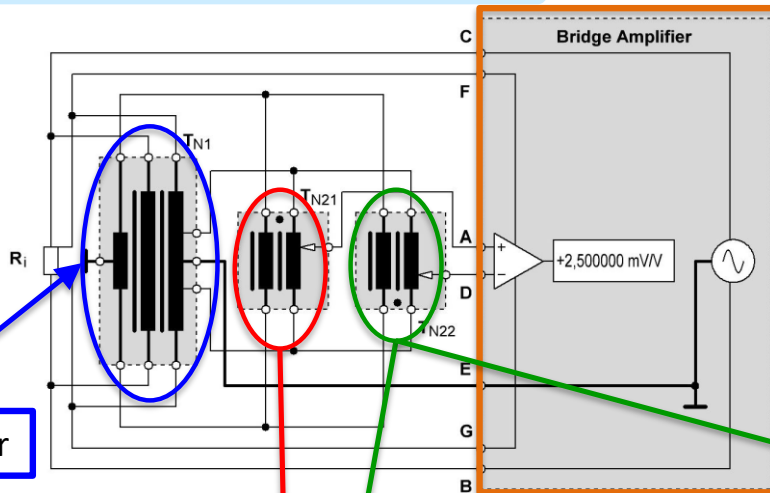 C
Bridge Amplifier
F
TN1
TN21
A
+
Ri
+2,500000 mV/V
−
D
TN22
E
G
r
B